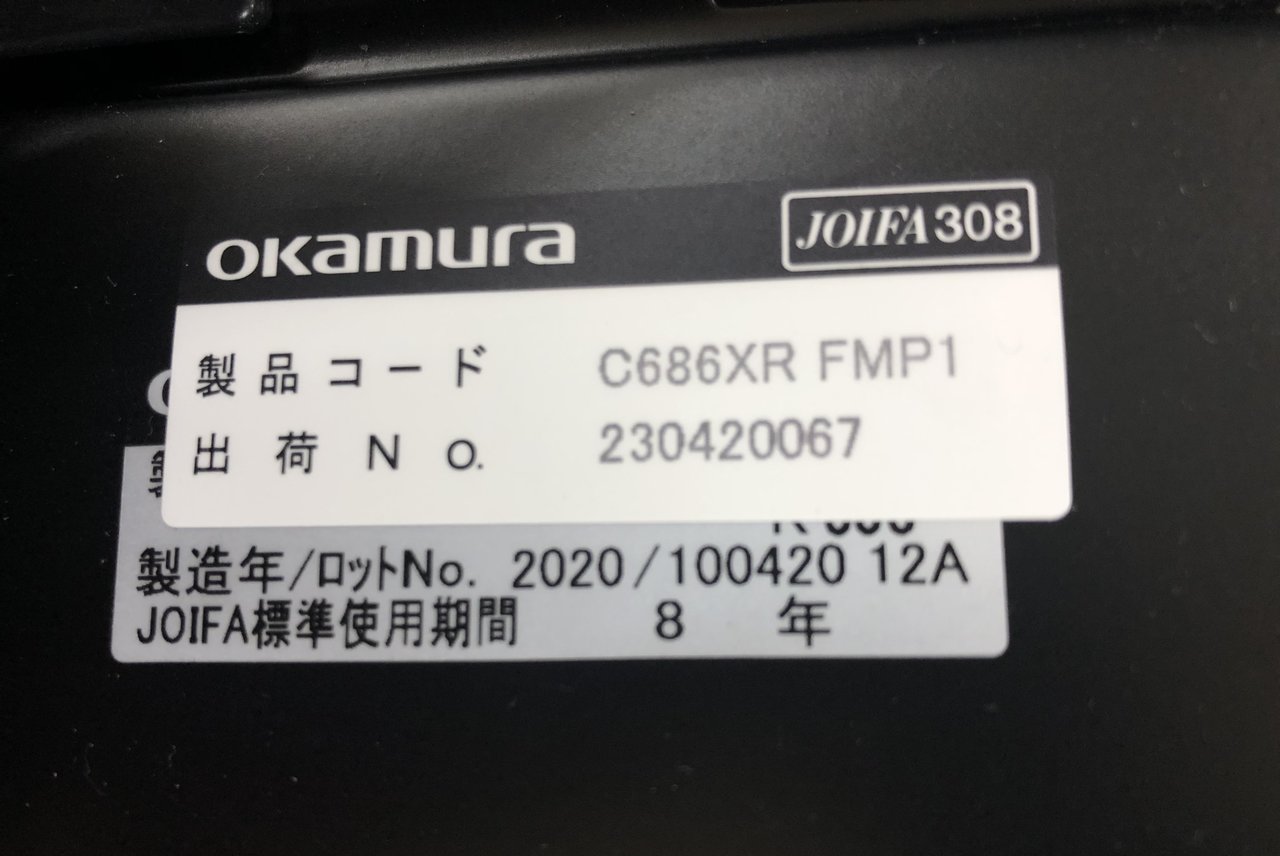 okamura JOIFA308
製品コード C686XR FMP1
出荷No. 230420067
製造年/ロットNo. 2020/100420 12A
JOIFA標準使用期間 8 年